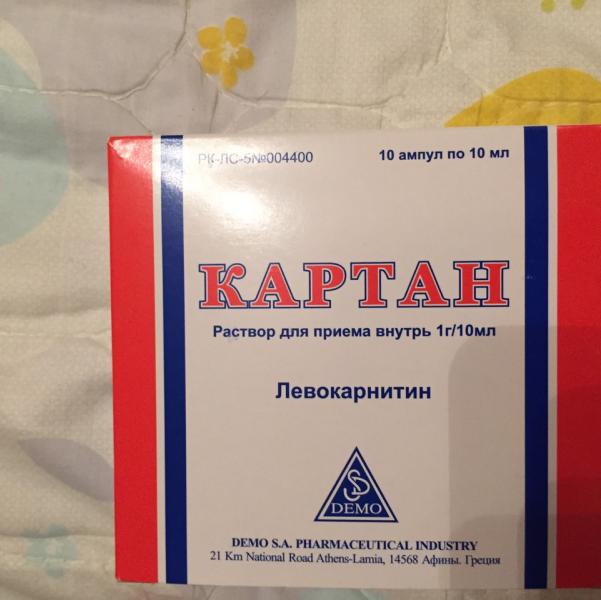 РК-ЛС-5№004400
10 ампул по 10 мл
КАРТАН
Раствор для приема внутрь 1г/10мл
Левокарнитин
DEMO
DEMO S.A. PHARMACEUTICAL INDUSTRY
21 Km National Road Athens-Lamia, 14568 Афины. Греция